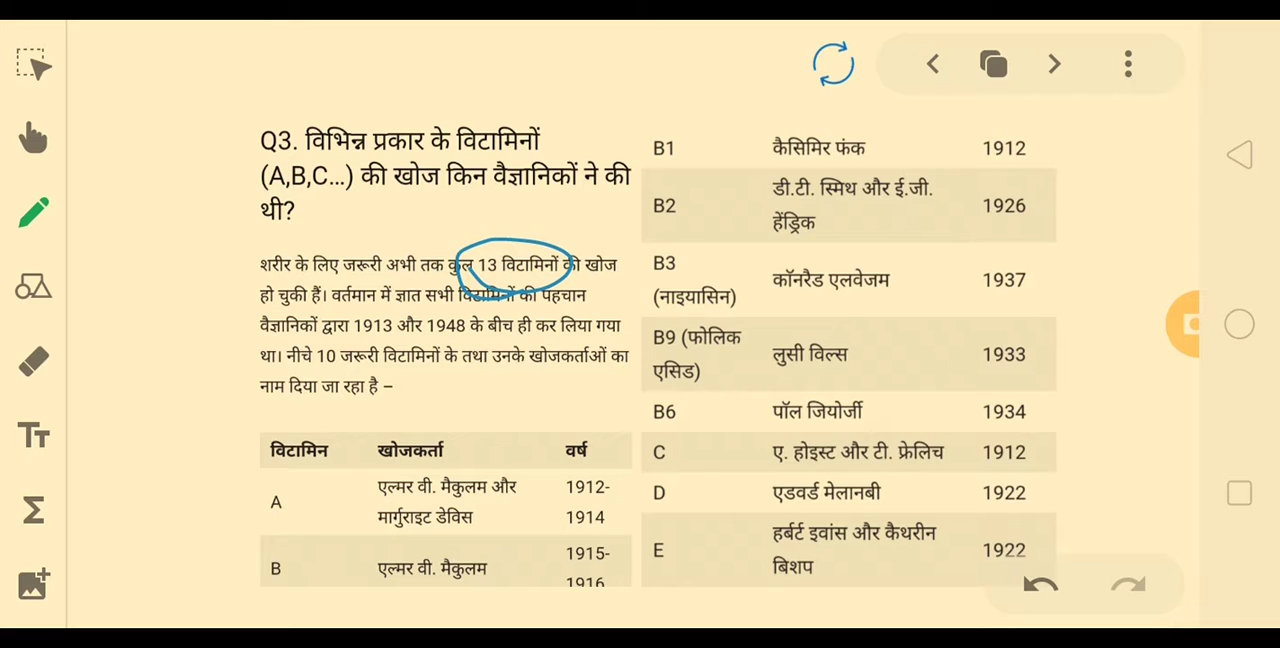 Q3. विभिन्न प्रकार के विटामिनों
(A,B,C...) की खोज किन वैज्ञानिकों ने की
थी?
शरीर के लिए जरूरी अभी तक कुल 13 विटामिनों की खोज
हो चुकी हैं। वर्तमान में ज्ञात सभी विटामिनों की पहचान
वैज्ञानिकों द्वारा 1913 और 1948 के बीच ही कर लिया गया
था। नीचे 10 जरूरी विटामिनों के तथा उनके खोजकर्ताओं का
नाम दिया जा रहा है –
विटामिन खोजकर्ता वर्ष
A एल्मर वी. मैकुलम और मार्गुराइट डेविस 1912-1914
B एल्मर वी. मैकुलम 1915-1916
B1 कैसिमिर फंक 1912
B2 डी.टी. स्मिथ और ई.जी. हेंड्रिक 1926
B3 (नाइयासिन) कॉनरैड एलवेजम 1937
B9 (फोलिक एसिड) लुसी विल्स 1933
B6 पॉल जियोर्जी 1934
C ए. होइस्ट और टी. फ्रेलिच 1912
D एडवर्ड मेलानबी 1922
E हर्बर्ट इवांस और कैथरीन बिशप 1922
TT
Σ